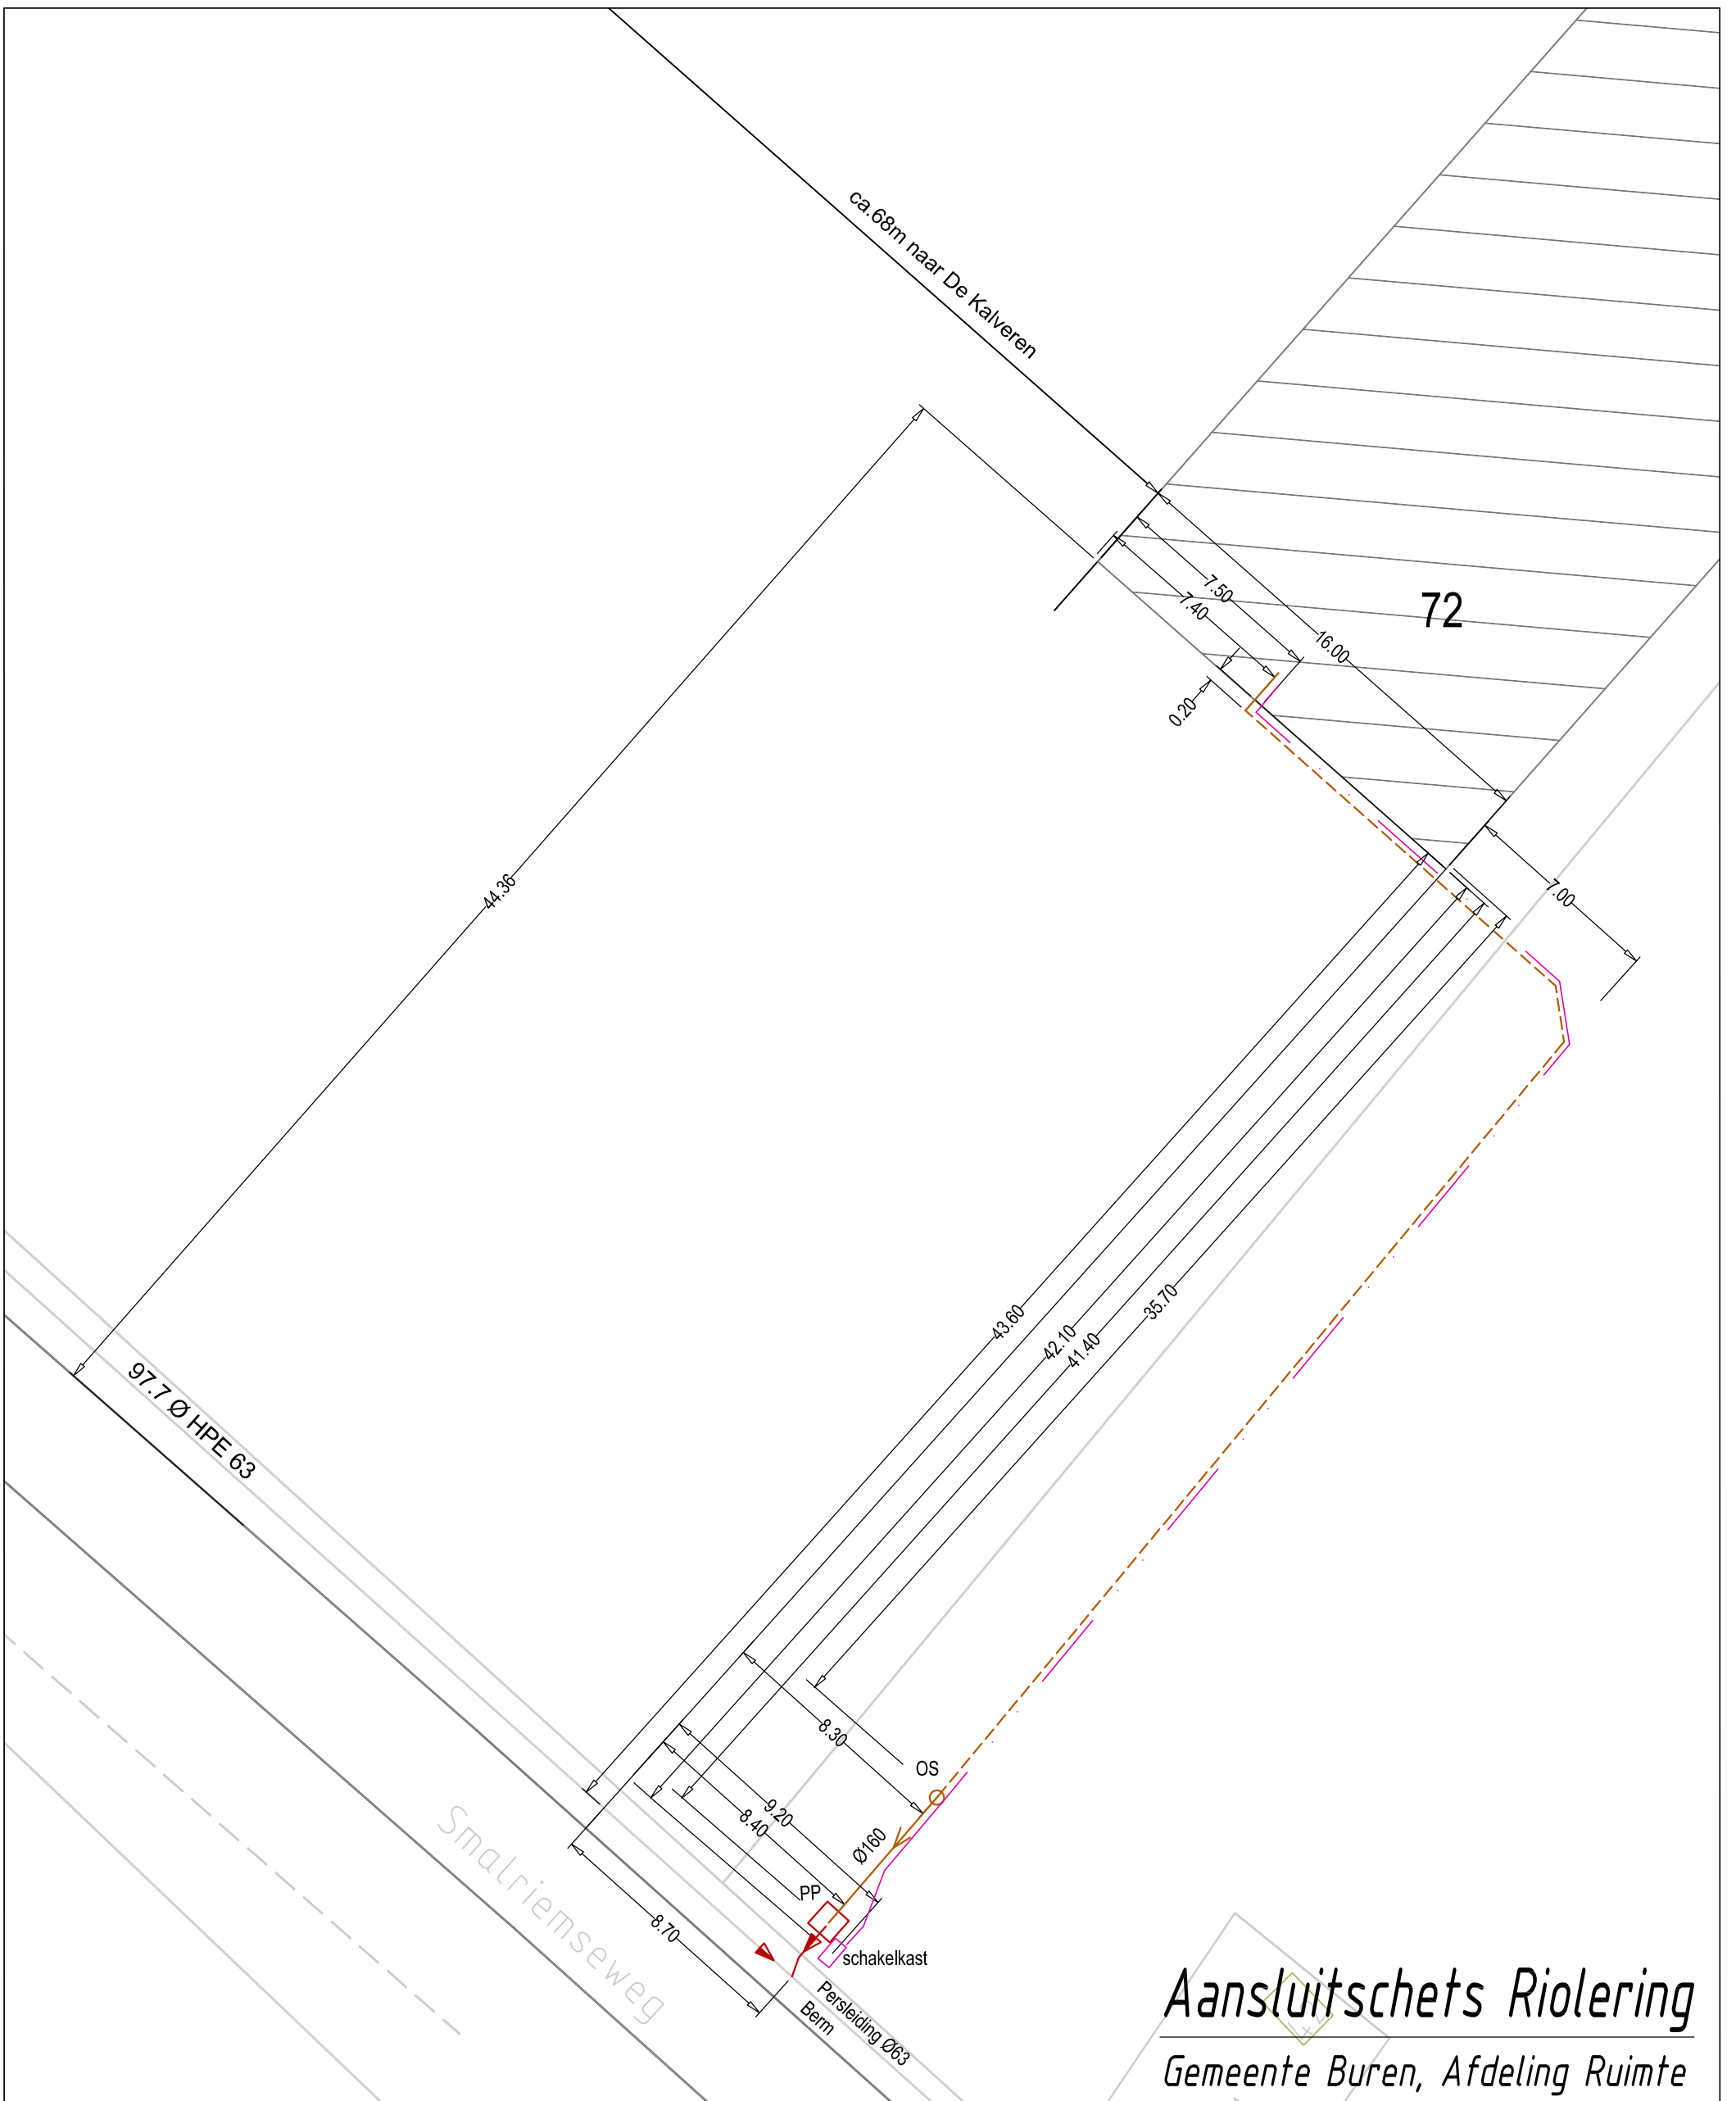 ca.68m naar De Kalveren
7.50
7.40
16.00
72
0.20
7.00
44.36
43.60
42.10
41.40
35.70
97.7 Ø HPE 63
8.30
OS
9.20
8.40
Ø160
PP
8.70
schakelkast
Smalriemseweg
Persleiding Ø63
Berm
Aansluitschets Riolering
Gemeente Buren, Afdeling Ruimte